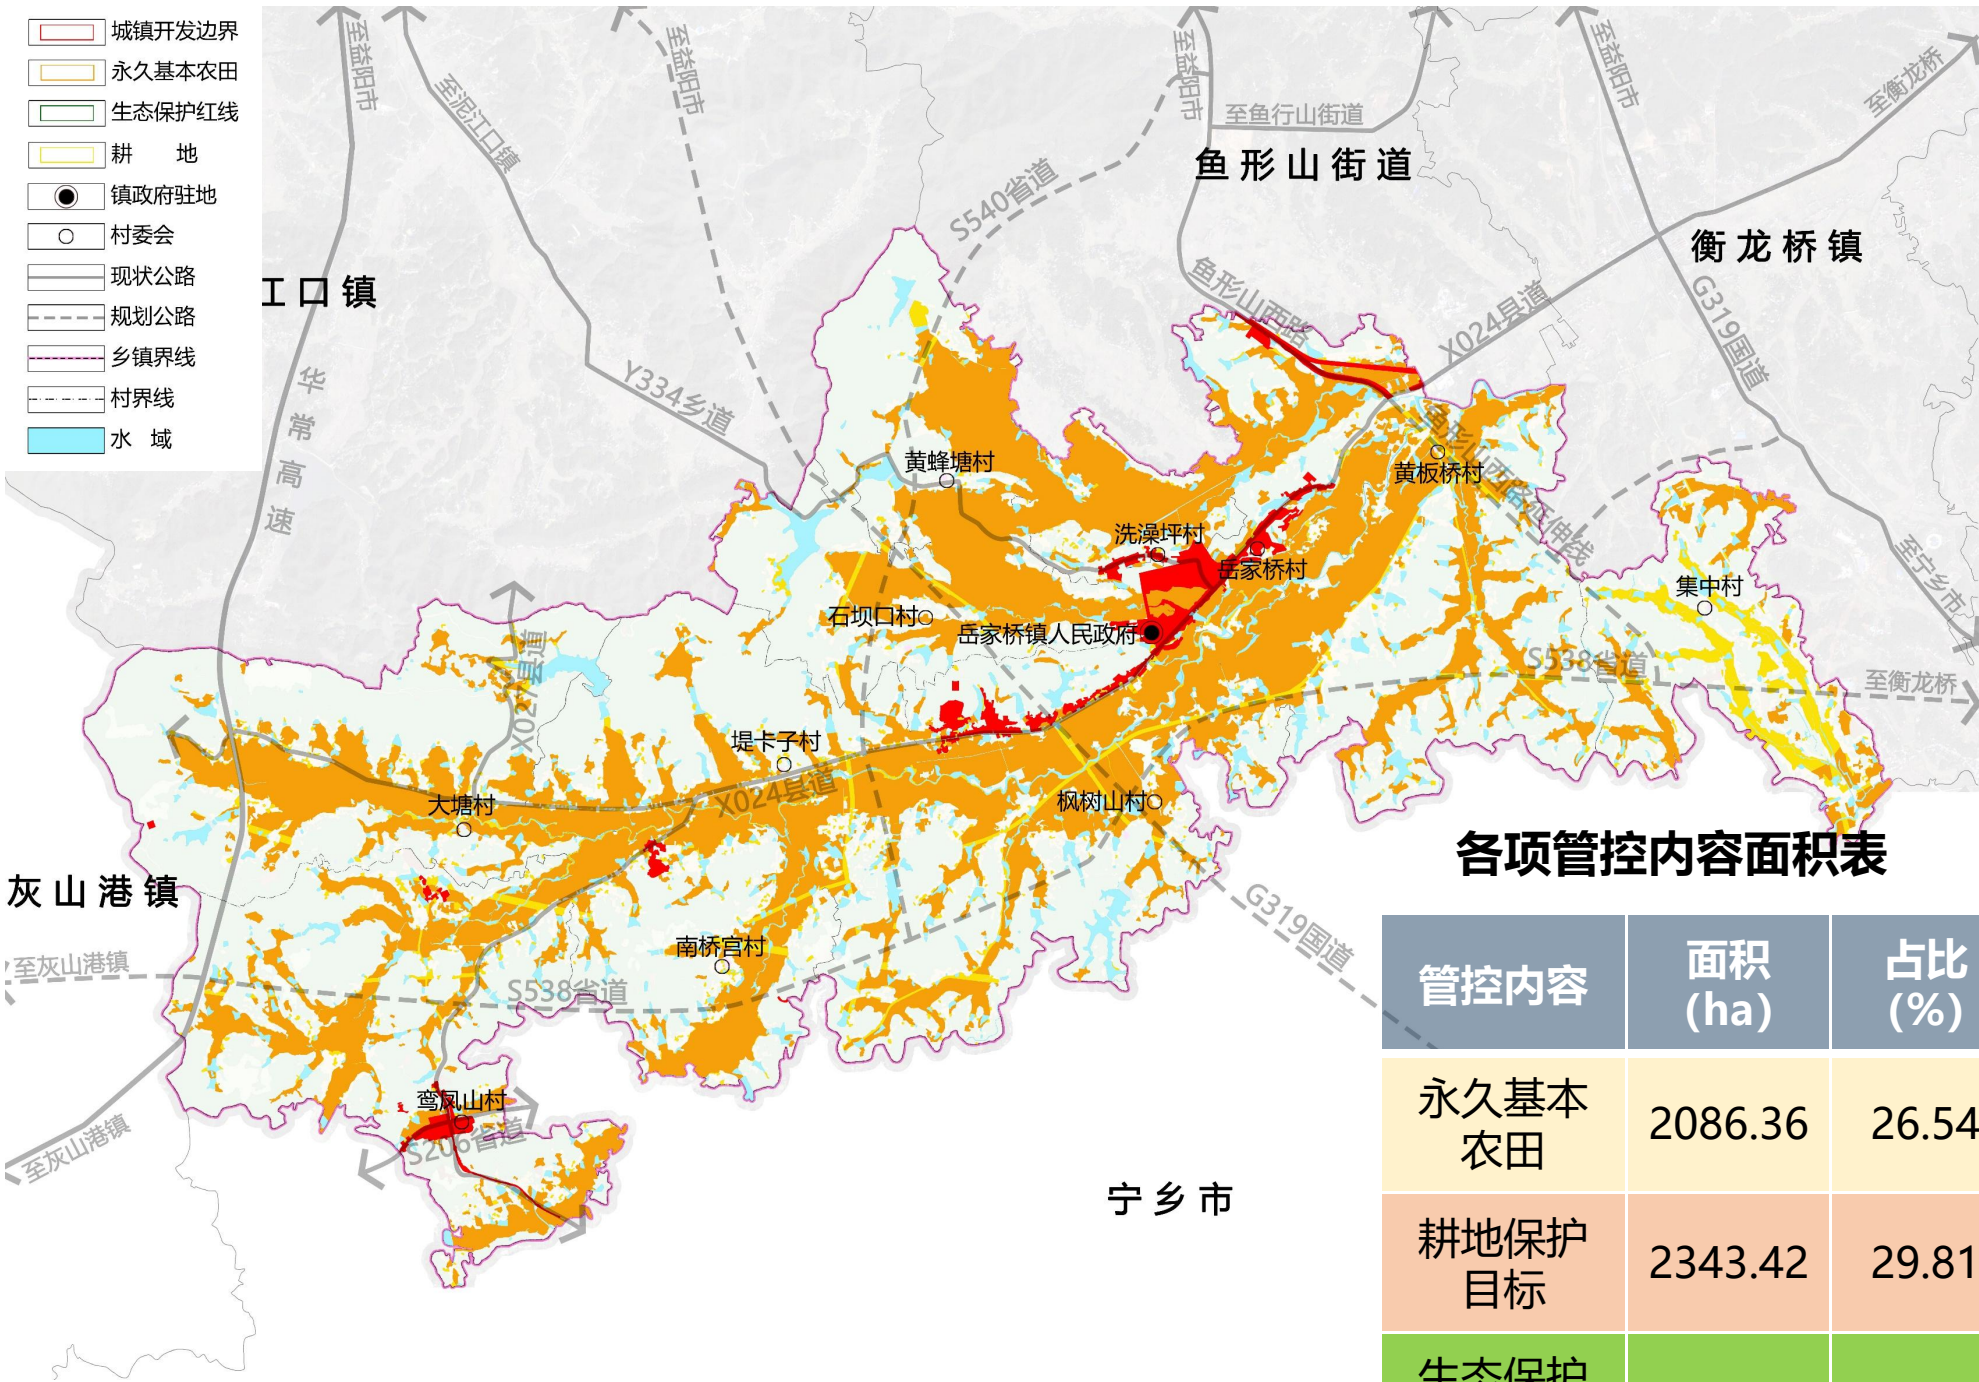 城镇开发边界
永久基本农田
生态保护红线
耕 地
镇政府驻地
村委会
现状公路
规划公路
乡镇界线
村界线
水 域
至益阳市
至泥江口镇
至益阳市
至益阳市
至鱼行山街道
至益阳市
至衡龙桥
鱼形山街道
衡龙桥镇
江口镇
S540省道
鱼形山西路
X024县道
G319国道
Y334乡道
华常高速
黄蜂塘村
黄板桥村
鱼形山西路延伸线
洗澡坪村
岳家桥村
至宁乡市
集中村
石坝口村
岳家桥镇人民政府
X024县道
S538省道
至衡龙桥
堤卡子村
X024县道
大塘村
枫树山村
灰山港镇
G319国道
南桥宫村
至灰山港镇
S538省道
鸾凤山村
S206省道
至灰山港镇
宁乡市
各项管控内容面积表
管控内容 面积(ha) 占比(%)
永久基本农田 2086.36 26.54
耕地保护目标 2343.42 29.81
生态保护